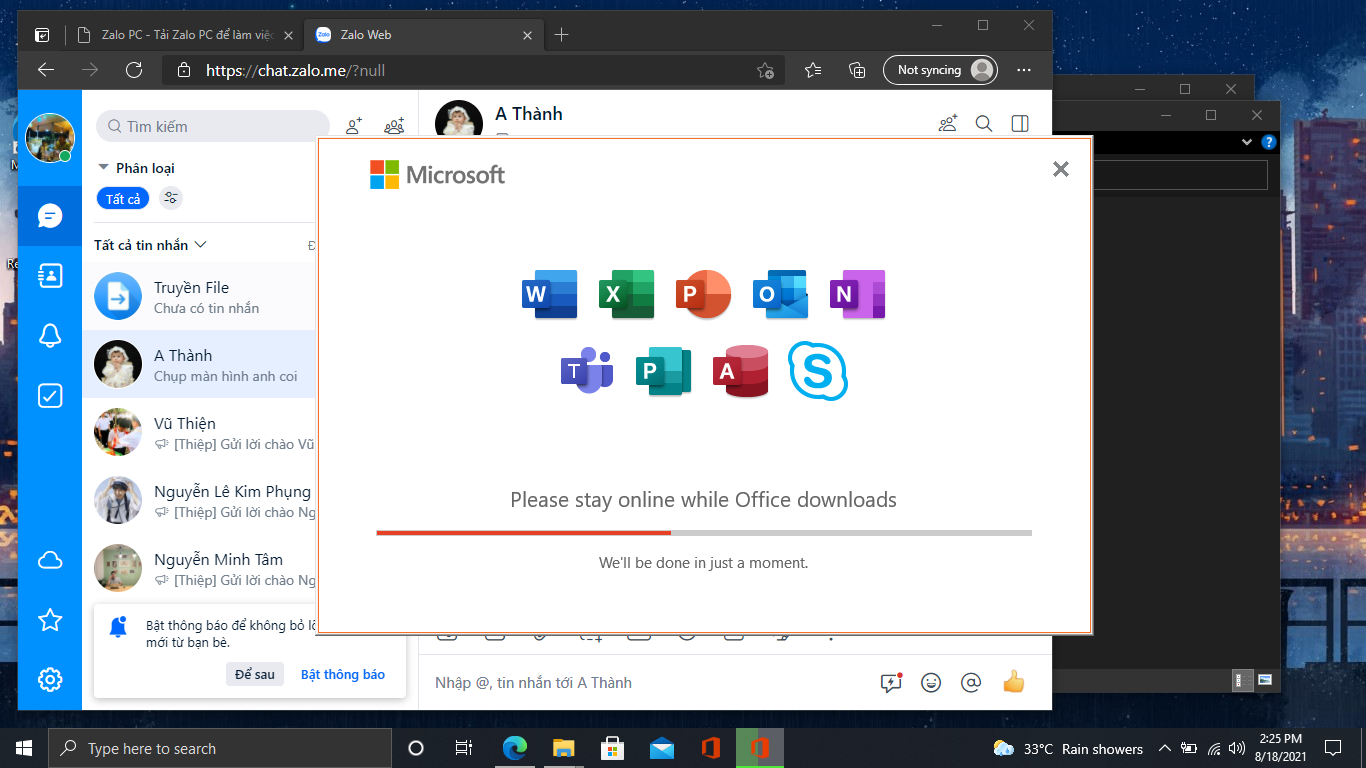 Zalo PC - Tải Zalo PC để làm việc
Zalo Web
https://chat.zalo.me/?null
Not syncing
Tìm kiếm
A Thành
Phân loại
Tất cả
Tất cả tin nhắn
Truyền File
Chưa có tin nhắn
A Thành
Chụp màn hình anh coi
Vũ Thiện
[Thiệp] Gửi lời chào Vũ
Nguyễn Lê Kim Phụng
[Thiệp] Gửi lời chào Ng
Nguyễn Minh Tâm
[Thiệp] Gửi lời chào Ng
Bật thông báo để không bỏ
mới từ bạn bè.
Để sau
Bật thông báo
Microsoft
W
X
P
O
N
T
P
A
S
Please stay online while Office downloads
We'll be done in just a moment.
Nhập @, tin nhắn tới A Thành
Type here to search
33°C Rain showers
2:25 PM
8/18/2021